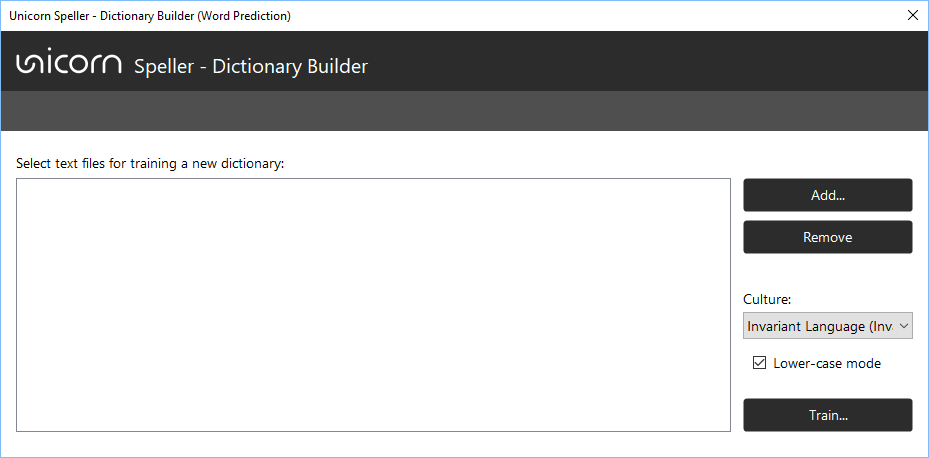 Unicorn Speller - Dictionary Builder (Word Prediction)
unicorn Speller - Dictionary Builder
Select text files for training a new dictionary:
Add...
Remove
Culture:
Invariant Language (Inv
Lower-case mode
Train...